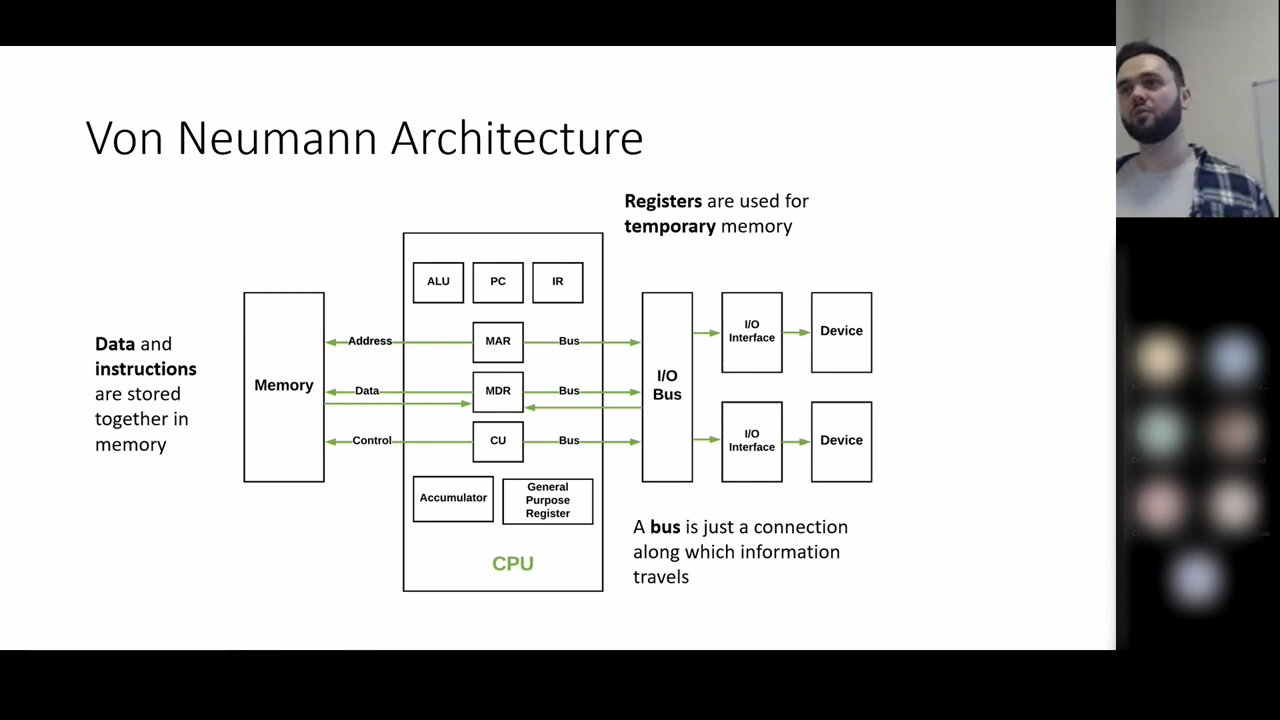 Von Neumann Architecture
Registers are used for
temporary memory
Data and
instructions
are stored
together in
memory
Memory
ALU
PC
IR
Address
MAR
Bus
Data
MDR
Bus
Control
CU
Bus
Accumulator
General
Purpose
Register
CPU
I/O
Bus
I/O
Interface
Device
I/O
Interface
Device
A bus is just a connection
along which information
travels